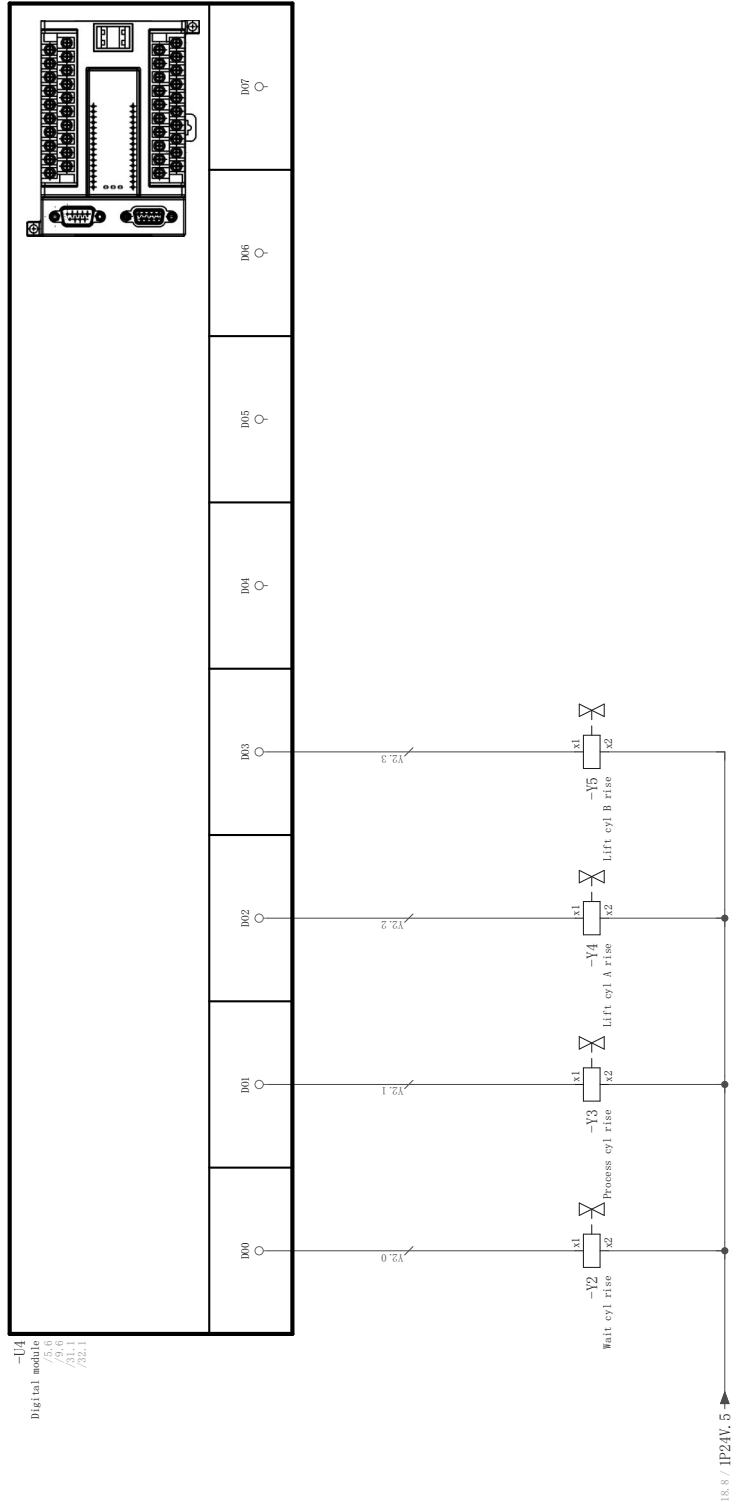 -U4
Digital module
/5.6
/9.6
/31.1
/32.1
DO0
DO1
DO2
DO3
DO4
DO5
DO6
DO7
Y2.0
Y2.1
Y2.2
Y2.3
-Y2
x1
x2
Wait cyl rise
-Y3
x1
x2
Process cyl rise
-Y4
x1
x2
Lift cyl A rise
-Y5
x1
x2
Lift cyl B rise
18.8 / 1P24V.5